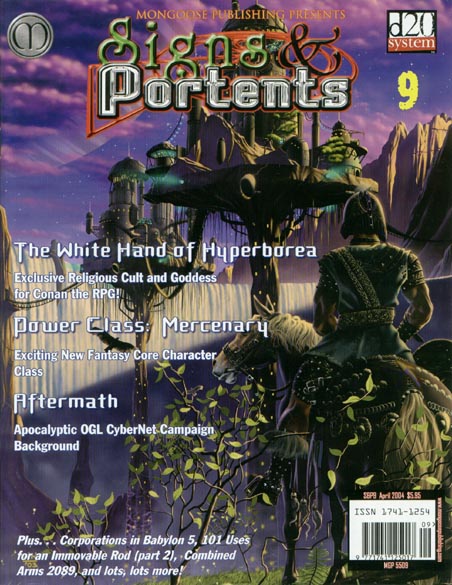 MONGOOSE PUBLISHING PRESENTS
Signs &
Portents
d20
system
9
The White Hand of Hyperborea
Exclusive Religious Cult and Goddess
for Conan the RPG!
Power Class: Mercenary
Exciting New Fantasy Core Character
Class
Aftermath
Apocalyptic OGL CyberNet Campaign
Background
Plus. . . Corporations in Babylon 5, 101 Uses
for an Immovable Rod (part 2), Combined
Arms 2089, and lots, lots more!
S&P9 April 2004 $5.95
ISSN 1741-1254
09>
MGP 5509